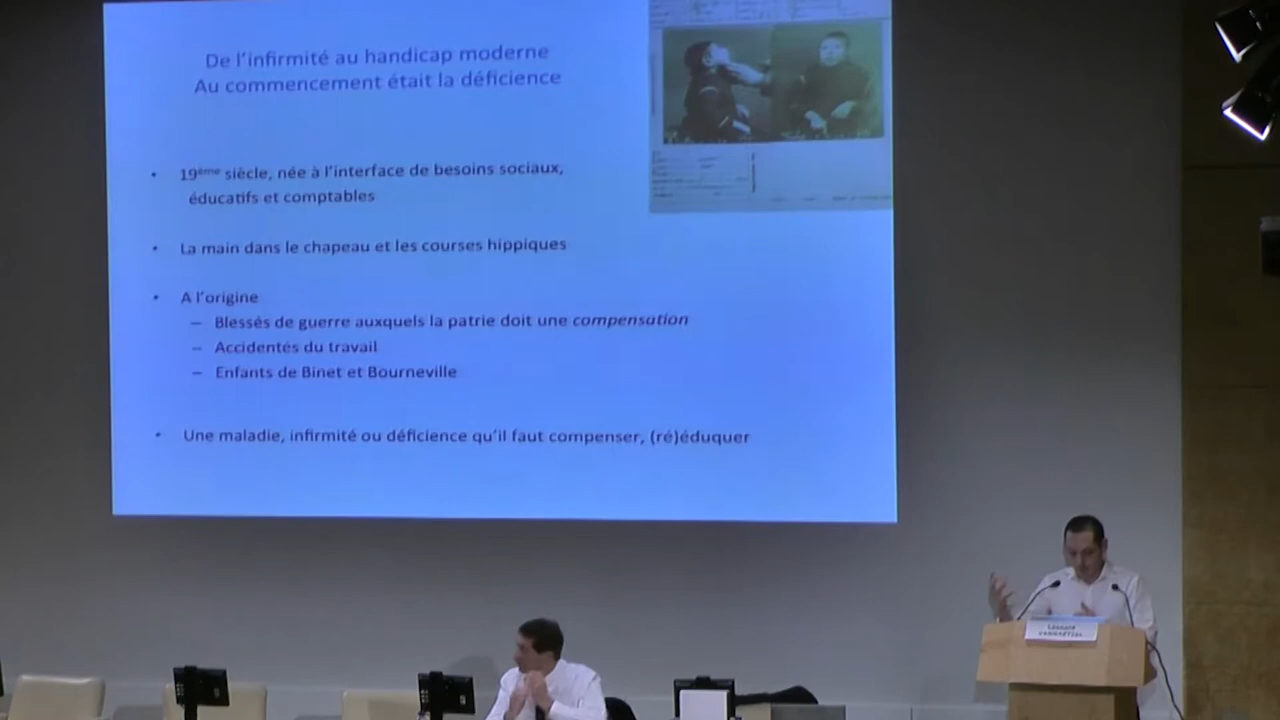 De l'infirmité au handicap moderne
Au commencement était la déficience
• 19ème siècle, née à l'interface de besoins sociaux,
éducatifs et comptables
• La main dans le chapeau et les courses hippiques
• A l'origine
– Blessés de guerre auxquels la patrie doit une compensation
– Accidentés du travail
– Enfants de Binet et Bourneville
• Une maladie, infirmité ou déficience qu'il faut compenser, (ré)éduquer
Léonard
VANNETZEL